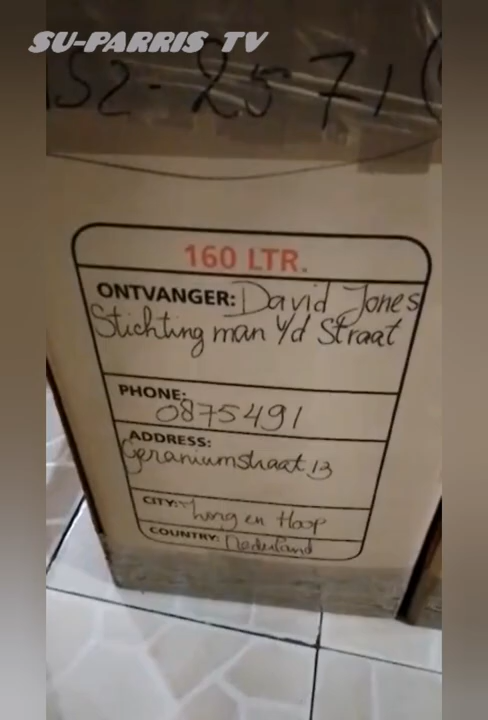 SU-PARRIS TV
52-2571(
160 LTR.
ONTVANGER: David Jones
Stichting man v/d Straat
PHONE:
0875491
ADDRESS:
Geraniumstraat 13
CITY: en Hoop
COUNTRY: Nederland